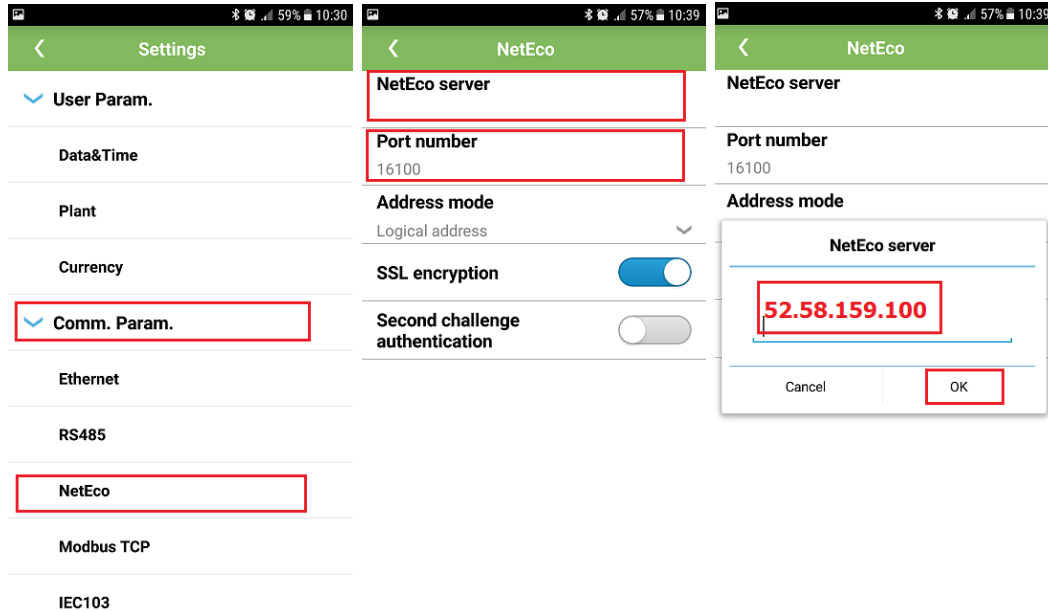 59% 10:30
Settings
User Param.
Data&Time
Plant
Currency
Comm. Param.
Ethernet
RS485
NetEco
Modbus TCP
IEC103
57% 10:39
NetEco
NetEco server
Port number
16100
Address mode
Logical address
SSL encryption
Second challenge
authentication
57% 10:39
NetEco
NetEco server
Port number
16100
Address mode
NetEco server
52.58.159.100
Cancel OK